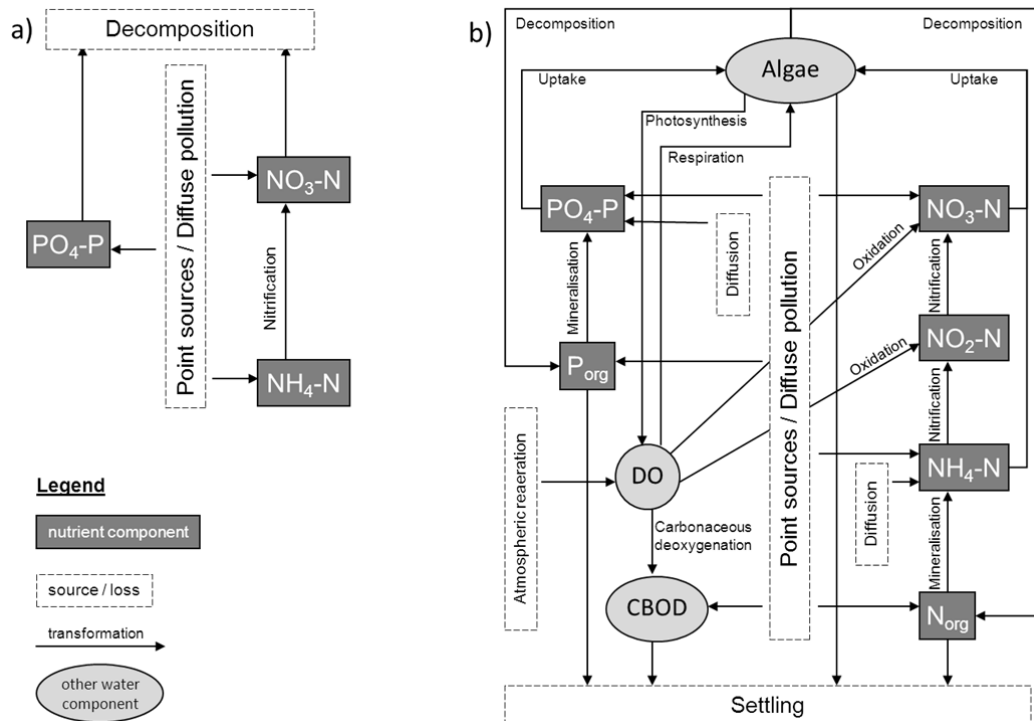 a)
Decomposition
Point sources / Diffuse pollution
NO₃-N
PO₄-P
Nitrification
NH₄-N
Legend
nutrient component
source / loss
transformation
other water
component
b)
Decomposition
Decomposition
Algae
Uptake
Uptake
Photosynthesis
Respiration
PO₄-P
NO₃-N
Diffusion
Mineralisation
Oxidation
Nitrification
Point sources / Diffuse pollution
NO₂-N
P org
Oxidation
Nitrification
DO
NH₄-N
Atmospheric reaeration
Carbonaceous
deoxygenation
Diffusion
Mineralisation
CBOD
N org
Settling